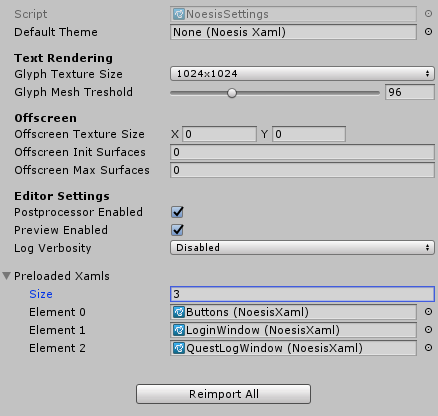 Script NoesisSettings
Default Theme None (Noesis Xaml)
Text Rendering
Glyph Texture Size 1024x1024
Glyph Mesh Treshold 96
Offscreen
Offscreen Texture Size X 0 Y 0
Offscreen Init Surfaces 0
Offscreen Max Surfaces 0
Editor Settings
Postprocessor Enabled
Preview Enabled
Log Verbosity Disabled
Preloaded Xamls
Size 3
Element 0 Buttons (NoesisXaml)
Element 1 LoginWindow (NoesisXaml)
Element 2 QuestLogWindow (NoesisXaml)
Reimport All